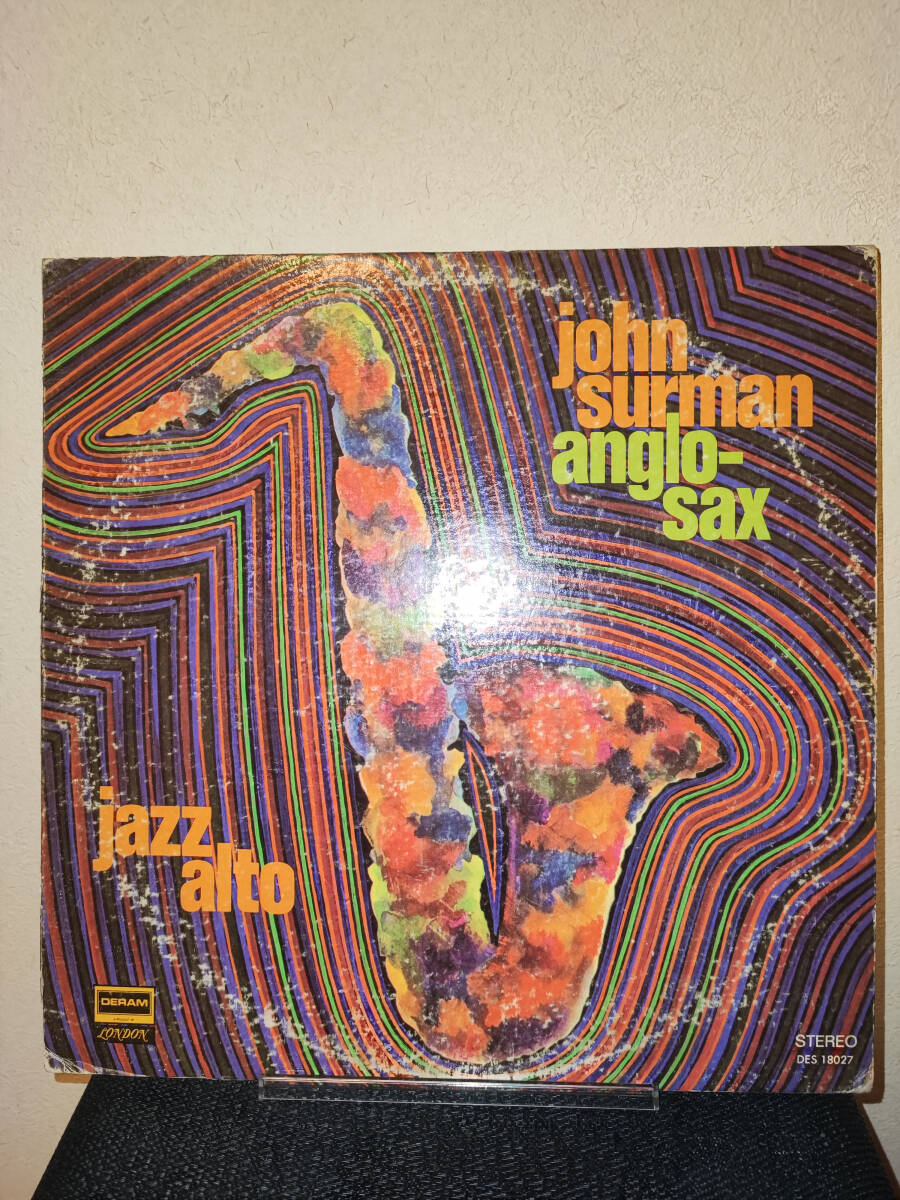 john
surman
anglo-
sax
jazz
alto
DERAM
LONDON
STEREO
DES 18027